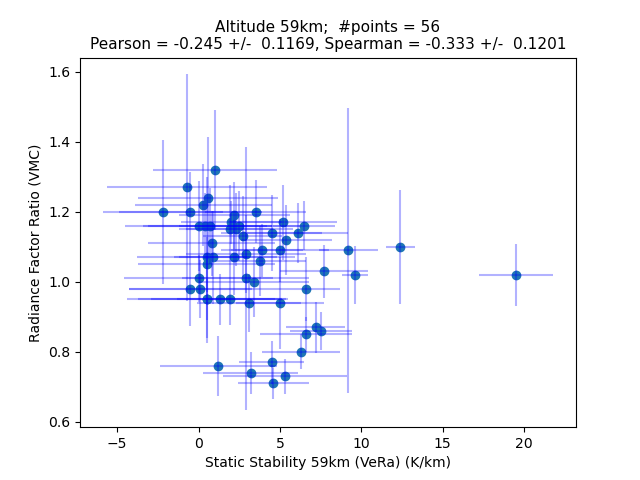 Altitude 59km;  #points = 56
Pearson = -0.245 +/-  0.1169, Spearman = -0.333 +/-  0.1201
Radiance Factor Ratio (VMC)
1.6
1.4
1.2
1.0
0.8
0.6
−5 0 5 10 15 20
Static Stability 59km (VeRa) (K/km)